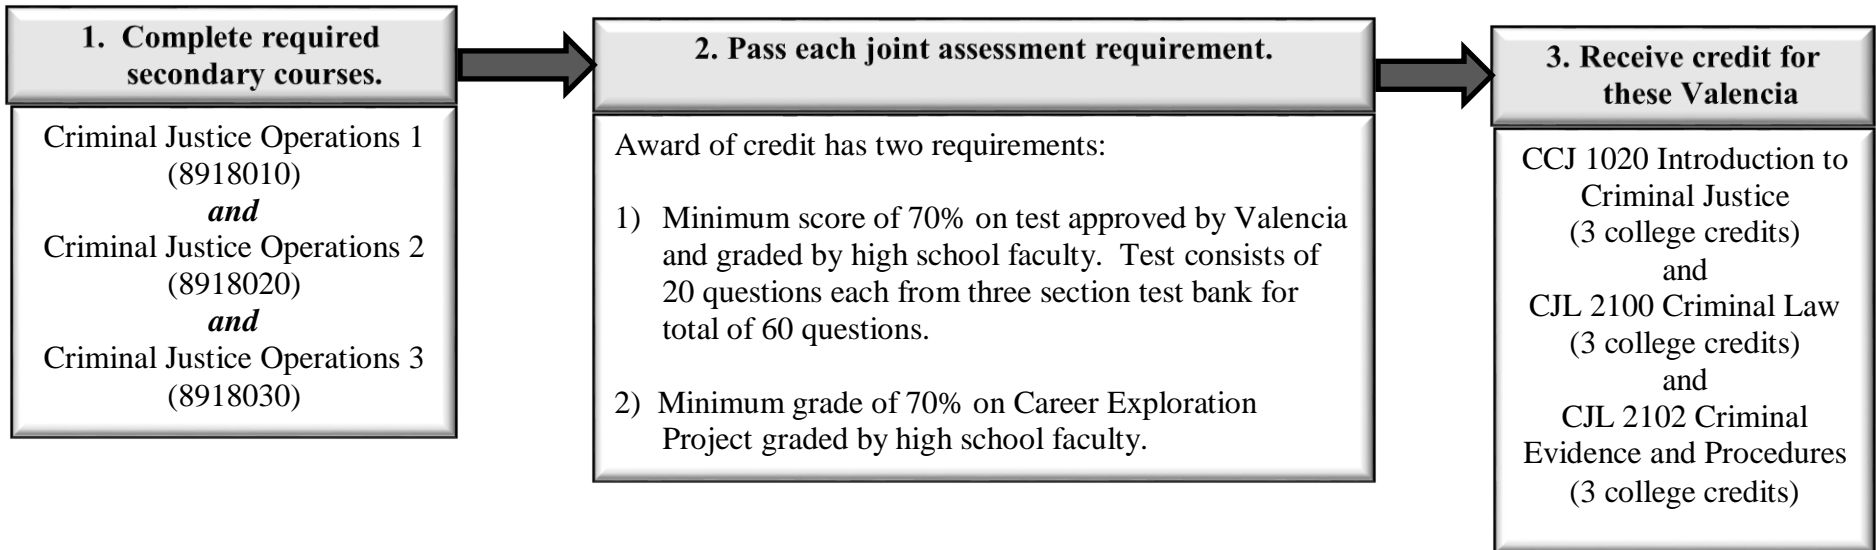 1. Complete required
secondary courses.
Criminal Justice Operations 1
(8918010)
and
Criminal Justice Operations 2
(8918020)
and
Criminal Justice Operations 3
(8918030)
2. Pass each joint assessment requirement.
Award of credit has two requirements:
1) Minimum score of 70% on test approved by Valencia
and graded by high school faculty. Test consists of
20 questions each from three section test bank for
total of 60 questions.
2) Minimum grade of 70% on Career Exploration
Project graded by high school faculty.
3. Receive credit for
these Valencia
CCJ 1020 Introduction to
Criminal Justice
(3 college credits)
and
CJL 2100 Criminal Law
(3 college credits)
and
CJL 2102 Criminal
Evidence and Procedures
(3 college credits)